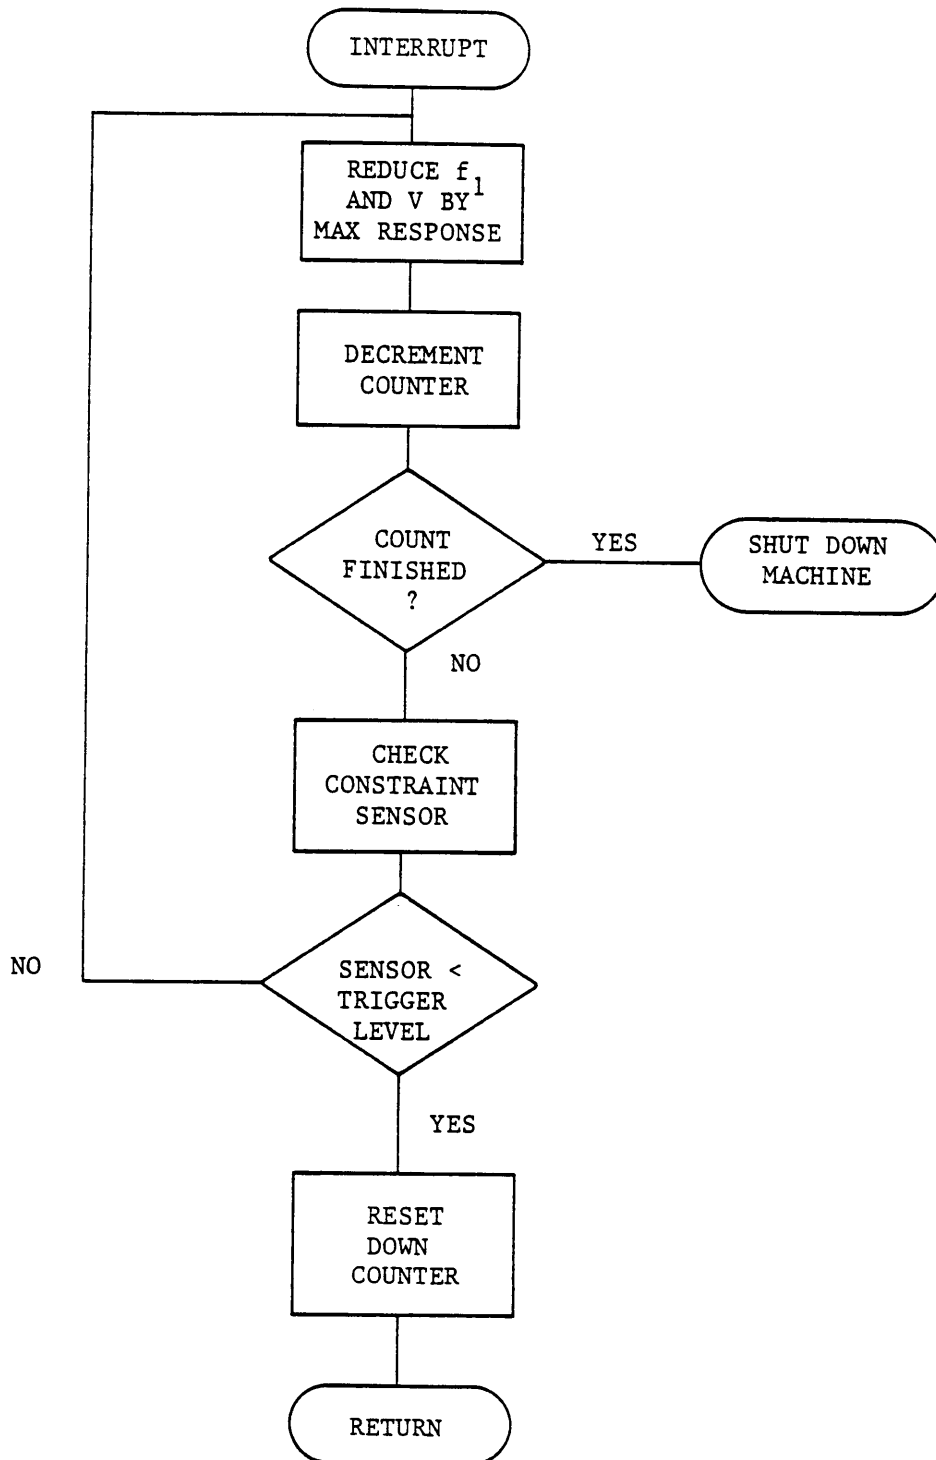 INTERRUPT
REDUCE f1
AND V BY
MAX RESPONSE
DECREMENT
COUNTER
COUNT
FINISHED
?
YES
SHUT DOWN
MACHINE
NO
CHECK
CONSTRAINT
SENSOR
NO
SENSOR <
TRIGGER
LEVEL
YES
RESET
DOWN
COUNTER
RETURN